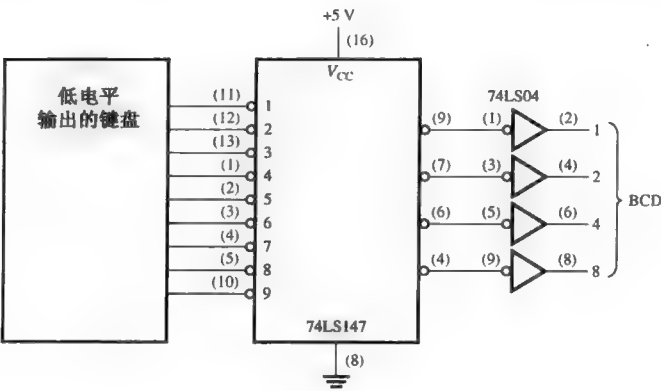 +5 V
(16)
V_CC
低电平
输出的键盘
74LS04
(11) 1
(12) 2
(13) 3
(1) 4
(2) 5
(3) 6
(4) 7
(5) 8
(10) 9
(9) (1) (2) 1
(7) (3) (4) 2
(6) (5) (6) 4
(4) (9) (8) 8
BCD
74LS147
(8)